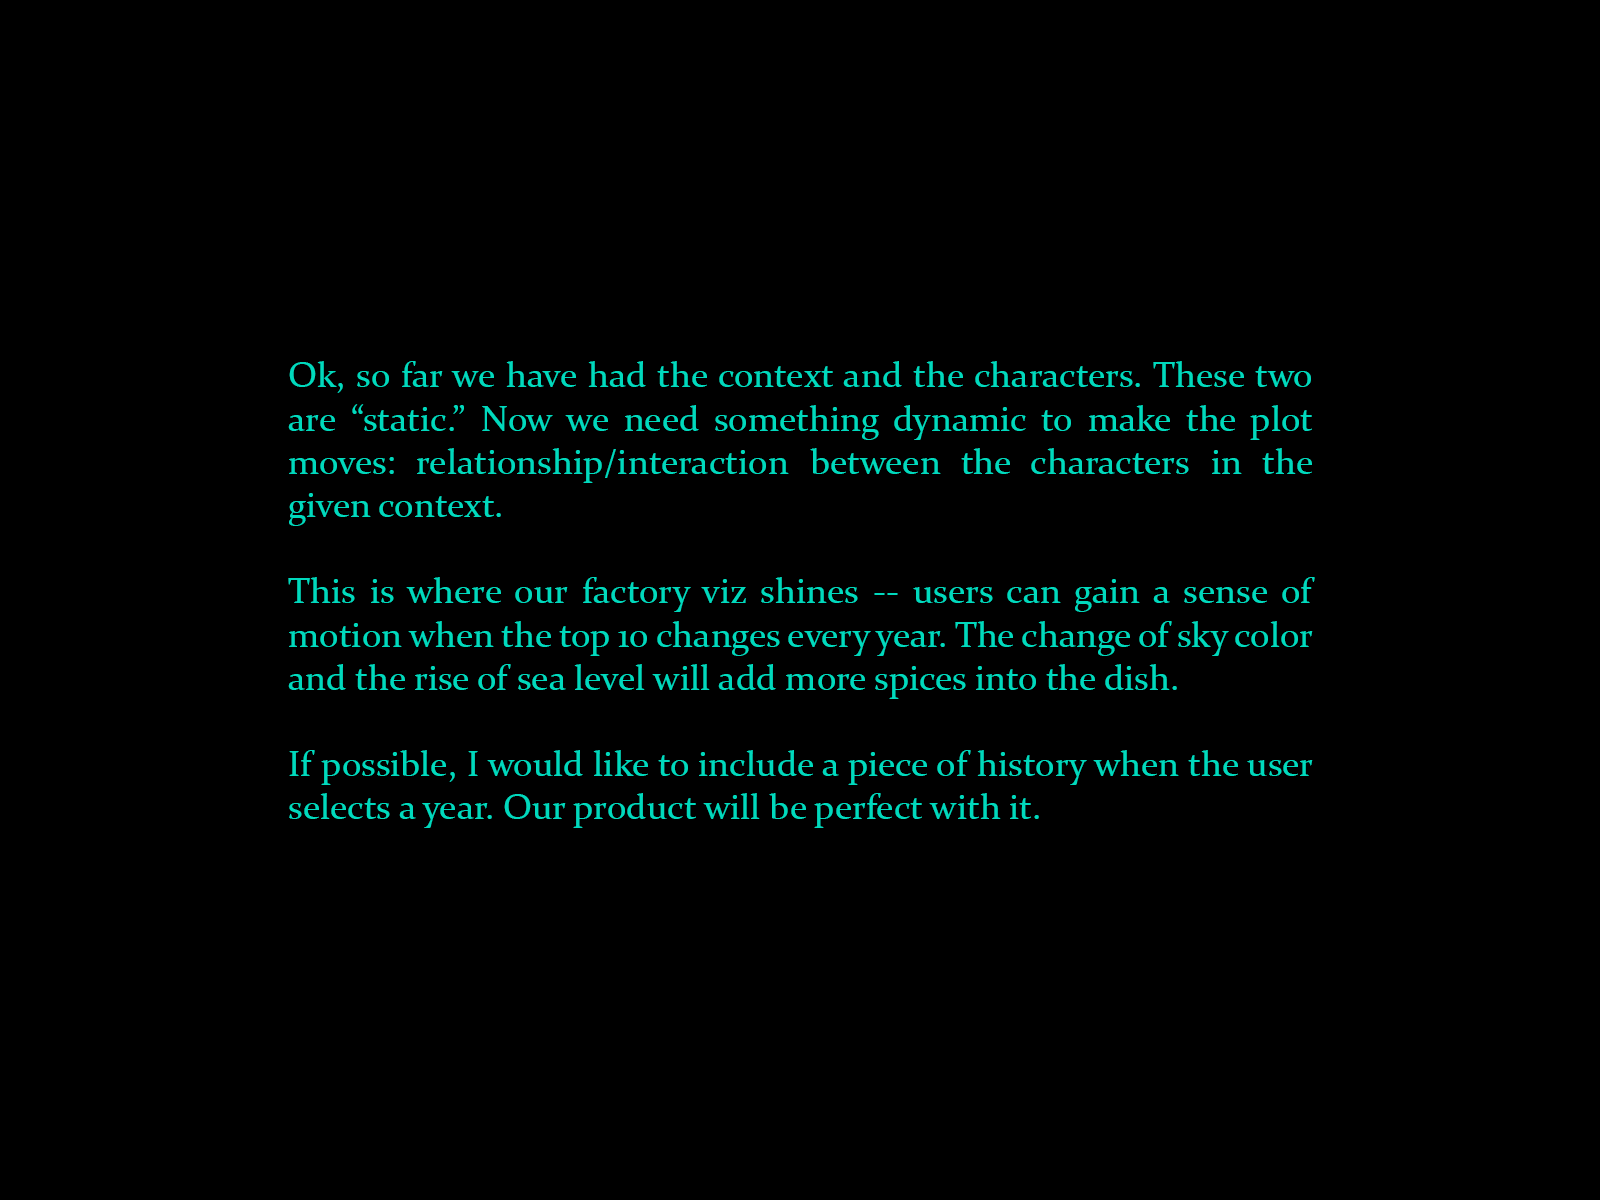 Ok, so far we have had the context and the characters. These two
are “static.” Now we need something dynamic to make the plot
moves: relationship/interaction between the characters in the
given context.
This is where our factory viz shines -- users can gain a sense of
motion when the top 10 changes every year. The change of sky color
and the rise of sea level will add more spices into the dish.
If possible, I would like to include a piece of history when the user
selects a year. Our product will be perfect with it.